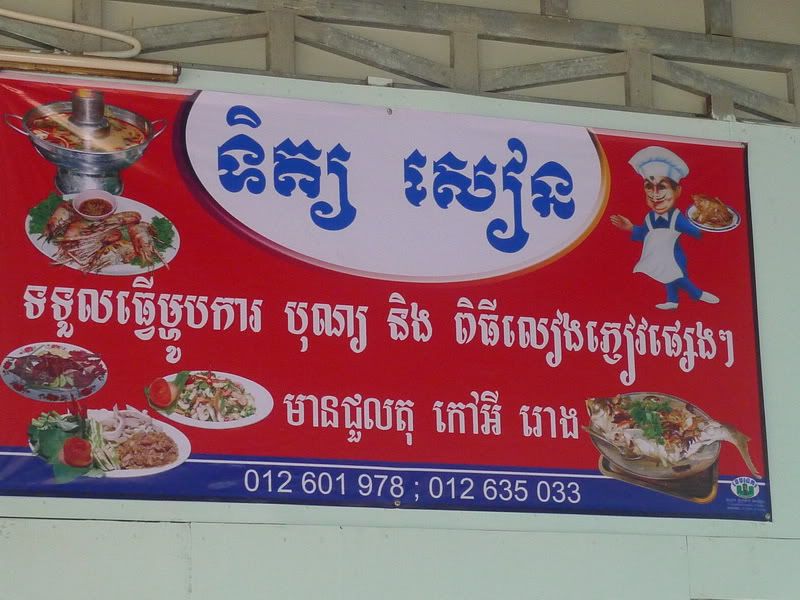 ទិត្យ សៀន
ទទួលធ្វើម្ហូបការ បុណ្យ និង ពិធីលៀងភ្ញៀវផ្សេងៗ
មានជួលតុ កៅអី រោង
012 601 978 ; 012 635 033